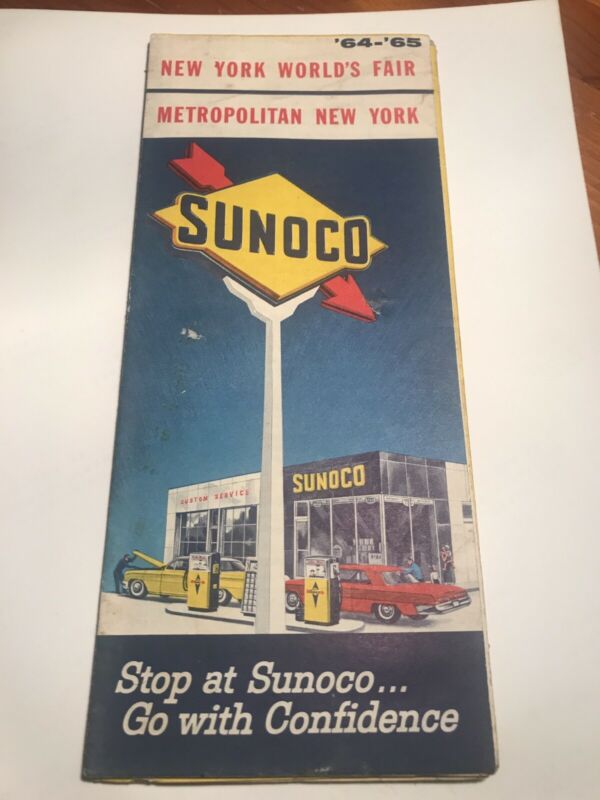 '64-'65
NEW YORK WORLD'S FAIR
METROPOLITAN NEW YORK
SUNOCO
SUNOCO
CUSTOM SERVICE
Stop at Sunoco...
Go with Confidence